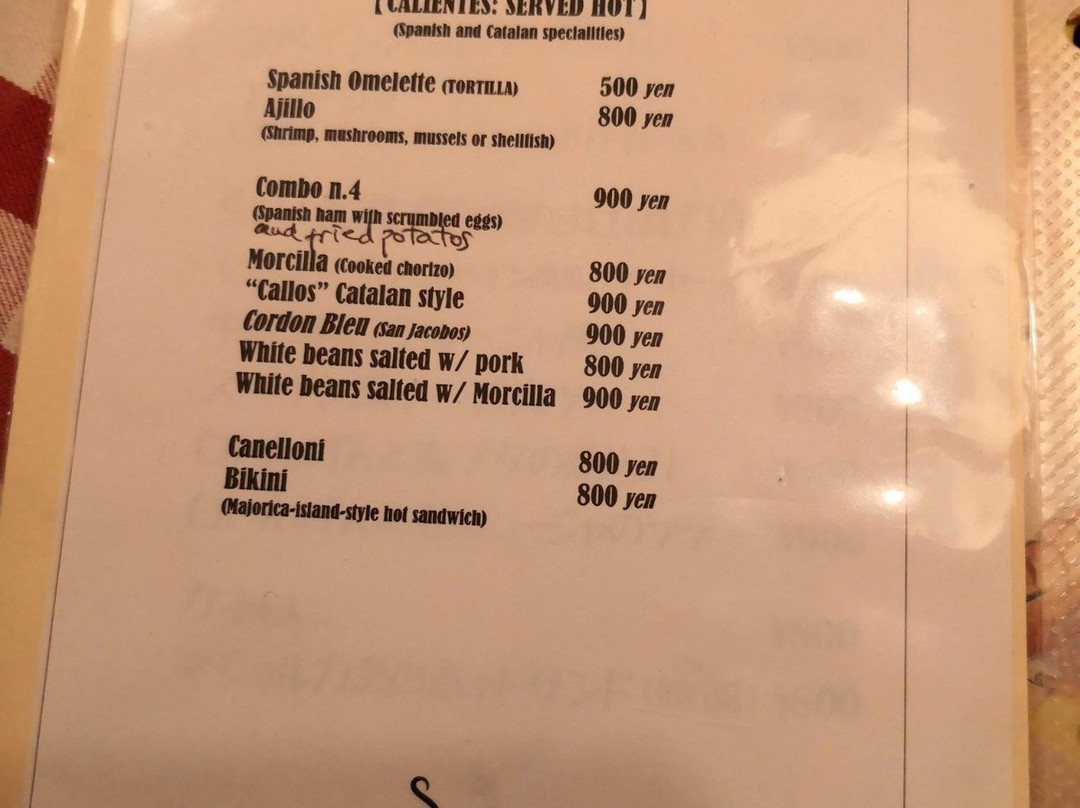 【CALIENTES: SERVED HOT】
(Spanish and Catalan specialities)
Spanish Omelette (TORTILLA) 500 yen
Ajillo 800 yen
(Shrimp, mushrooms, mussels or shellfish)
Combo n.4 900 yen
(Spanish ham with scrumbled eggs)
and fried potatos
Morcilla (Cooked chorizo) 800 yen
“Callos” Catalan style 900 yen
Cordon Bleu (San Jacobos) 900 yen
White beans salted w/ pork 800 yen
White beans salted w/ Morcilla 900 yen
Canelloni 800 yen
Bikini 800 yen
(Majorica-island-style hot sandwich)